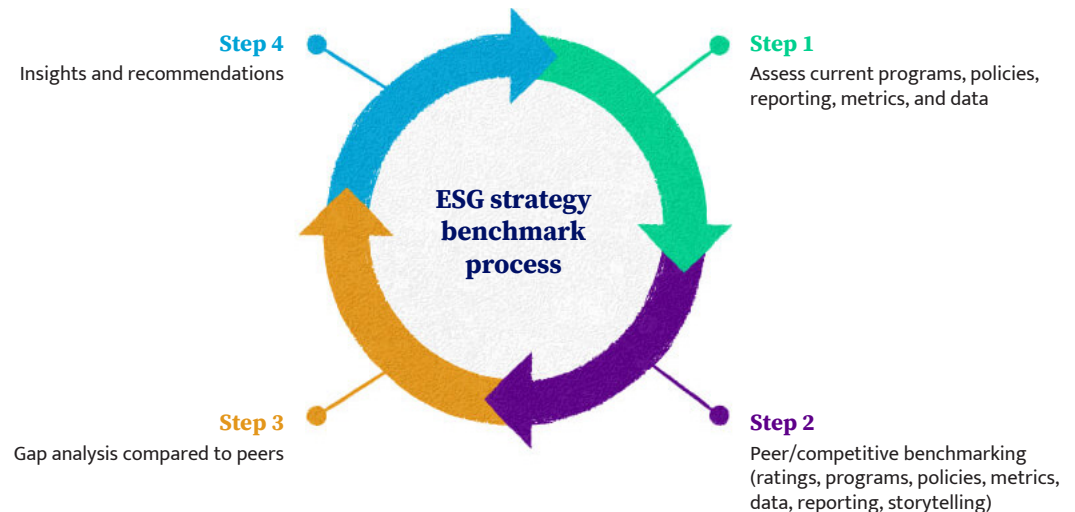 Step 4
Insights and recommendations
Step 1
Assess current programs, policies,
reporting, metrics, and data
ESG strategy
benchmark
process
Step 3
Gap analysis compared to peers
Step 2
Peer/competitive benchmarking
(ratings, programs, policies, metrics,
data, reporting, storytelling)